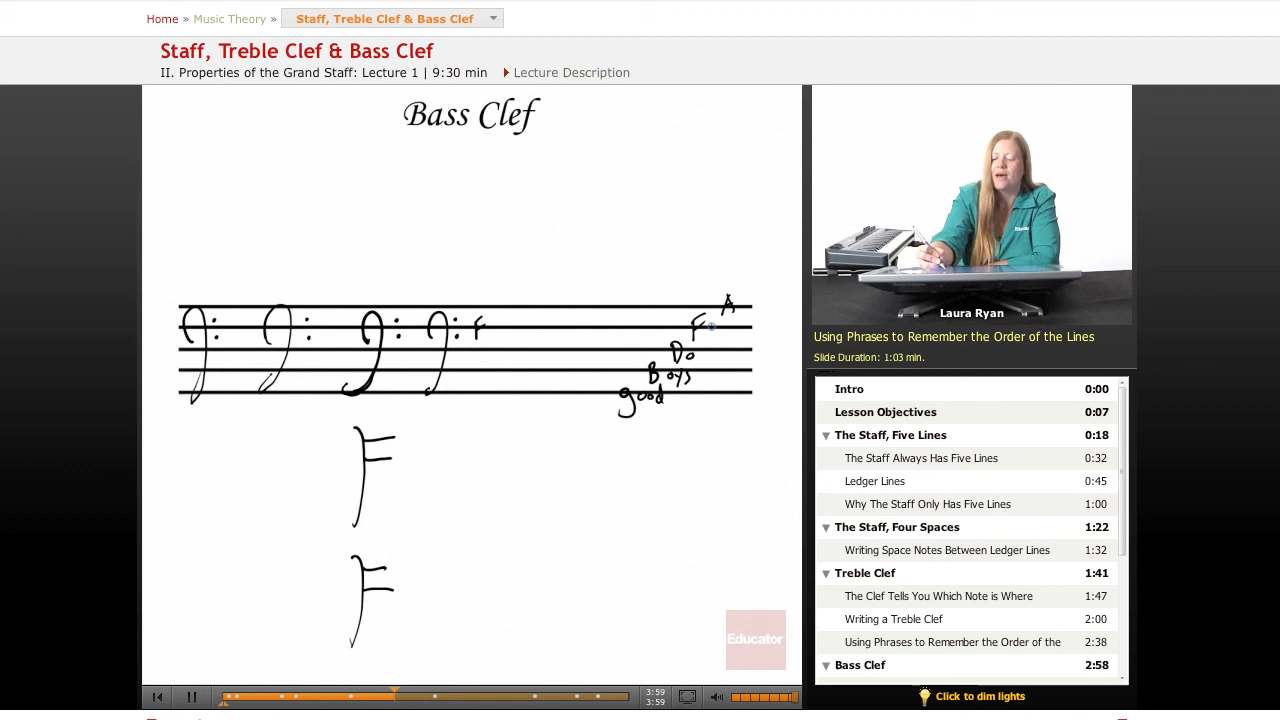 Home » Music Theory » Staff, Treble Clef & Bass Clef
Staff, Treble Clef & Bass Clef
II. Properties of the Grand Staff: Lecture 1 | 9:30 min Lecture Description
Bass Clef
A
F F
Do
Boys
good
F
F
Educator
Laura Ryan
Using Phrases to Remember the Order of the Lines
Slide Duration: 1:03 min.
Intro 0:00
Lesson Objectives 0:07
The Staff, Five Lines 0:18
The Staff Always Has Five Lines 0:32
Ledger Lines 0:45
Why The Staff Only Has Five Lines 1:00
The Staff, Four Spaces 1:22
Writing Space Notes Between Ledger Lines 1:32
Treble Clef 1:41
The Clef Tells You Which Note is Where 1:47
Writing a Treble Clef 2:00
Using Phrases to Remember the Order of the 2:38
Bass Clef 2:58
3:59
3:59
Click to dim lights